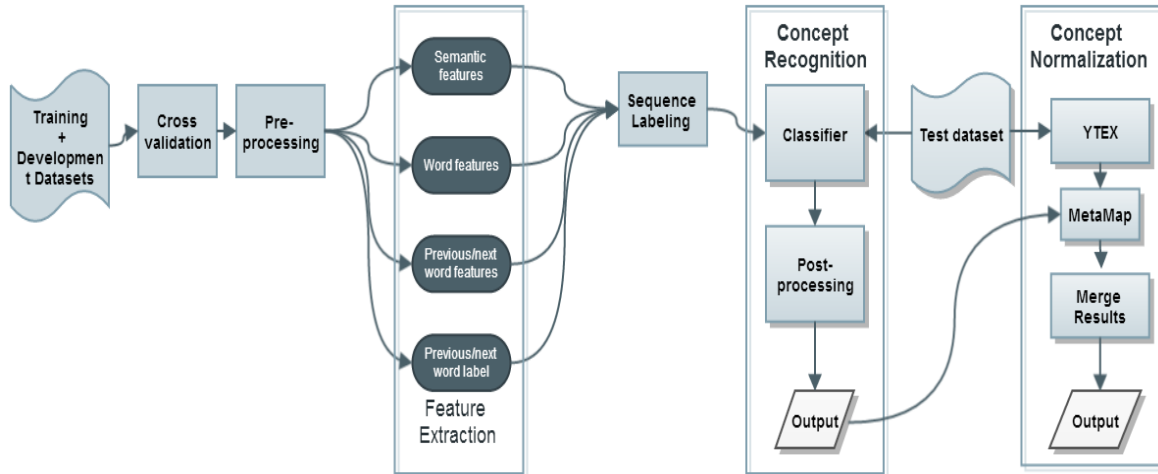 Training
+
Developmen
t Datasets
Cross
validation
Pre-
processing
Semantic
features
Word features
Previous/next
word features
Previous/next
word label
Feature
Extraction
Sequence
Labeling
Concept
Recognition
Classifier
Post-
processing
Output
Test dataset
Concept
Normalization
YTEX
MetaMap
Merge
Results
Output